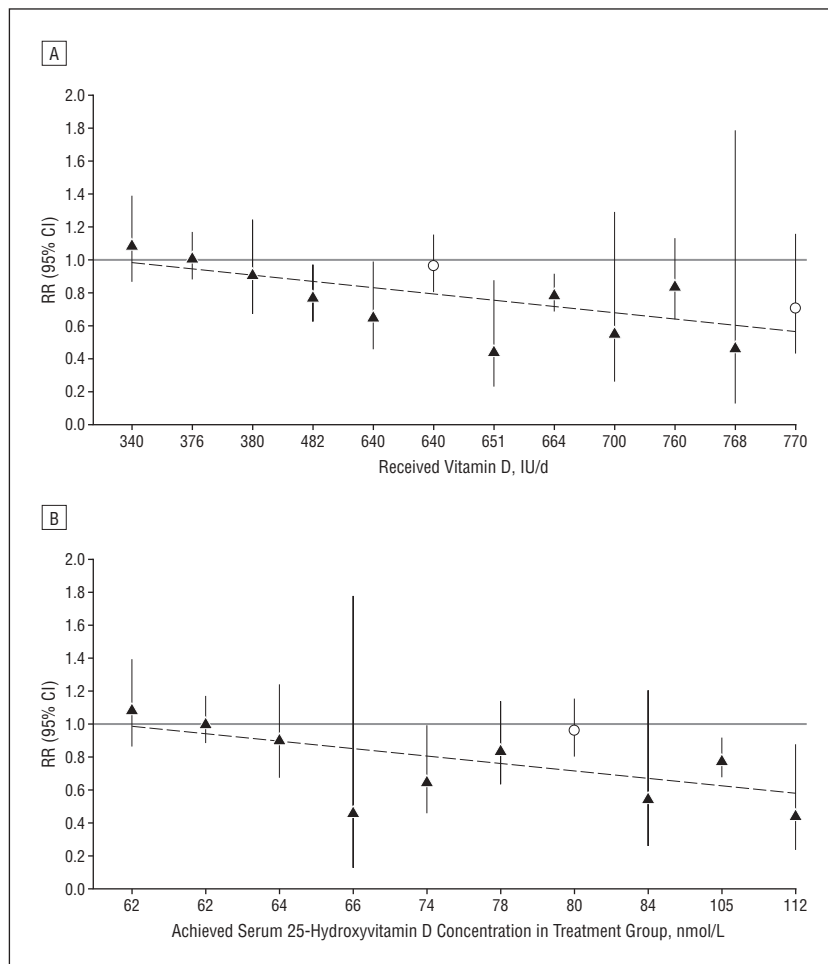 A
2.0
1.8
1.6
1.4
1.2
1.0
0.8
0.6
0.4
0.2
0.0
RR (95% CI)
340 376 380 482 640 640 651 664 700 760 768 770
Received Vitamin D, IU/d
B
2.0
1.8
1.6
1.4
1.2
1.0
0.8
0.6
0.4
0.2
0.0
RR (95% CI)
62 62 64 66 74 78 80 84 105 112
Achieved Serum 25-Hydroxyvitamin D Concentration in Treatment Group, nmol/L